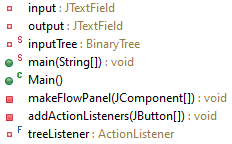 input : JTextField
output : JTextField
S inputTree : BinaryTree
S main(String[]) : void
C Main()
makeFlowPanel(JComponent[]) : void
addActionListeners(JButton[]) : void
F treeListener : ActionListener